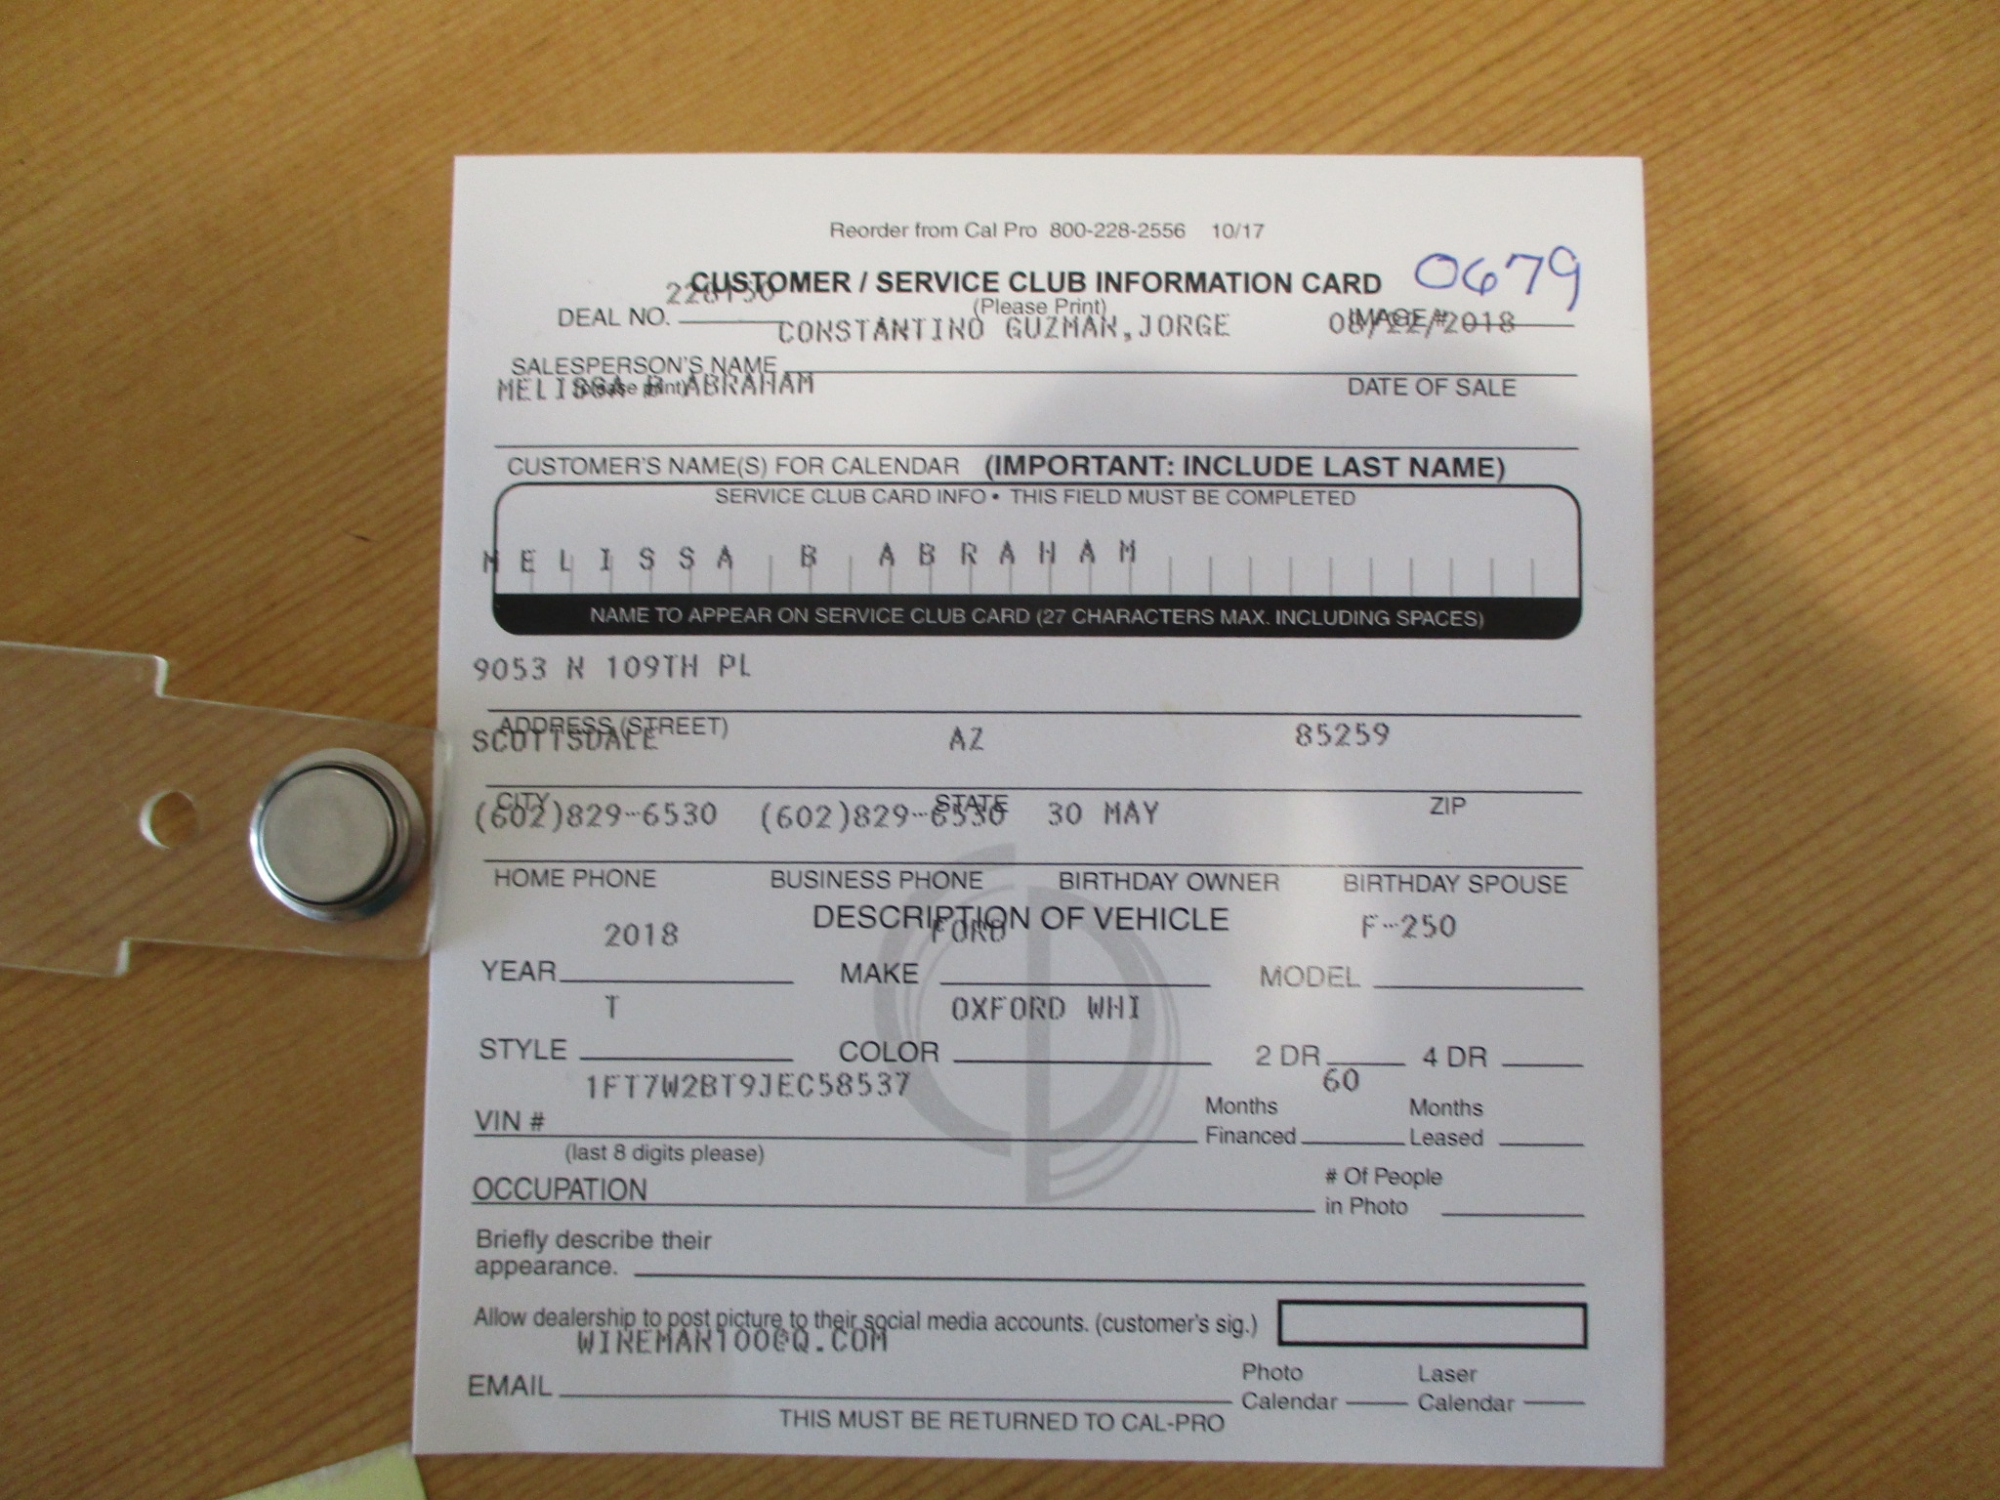 Reorder from Cal Pro 800-228-2556 10/17
CUSTOMER / SERVICE CLUB INFORMATION CARD 0679
(Please Print)
DEAL NO. IMAGE#
CONSTANTINO GUZMAN,JORGE 08/22/2018
SALESPERSON'S NAME
(please print) DATE OF SALE
MELISSA B ABRAHAM
CUSTOMER'S NAME(S) FOR CALENDAR (IMPORTANT: INCLUDE LAST NAME)
SERVICE CLUB CARD INFO • THIS FIELD MUST BE COMPLETED
MELISSA B ABRAHAM
NAME TO APPEAR ON SERVICE CLUB CARD (27 CHARACTERS MAX. INCLUDING SPACES)
9053 N 109TH PL
ADDRESS (STREET)
SCOTTSDALE AZ 85259
CITY STATE ZIP
(602)829-6530 (602)829-6530 30 MAY
HOME PHONE BUSINESS PHONE BIRTHDAY OWNER BIRTHDAY SPOUSE
DESCRIPTION OF VEHICLE
2018 FORD F-250
YEAR MAKE MODEL
T OXFORD WHI
STYLE COLOR 2 DR 4 DR
1FT7W2BT9JEC58537 60
VIN # Months Financed Months Leased
(last 8 digits please)
OCCUPATION # Of People in Photo
Briefly describe their
appearance.
Allow dealership to post picture to their social media accounts. (customer's sig.)
WIREMAN100@Q.COM
EMAIL Photo Calendar Laser Calendar
THIS MUST BE RETURNED TO CAL-PRO